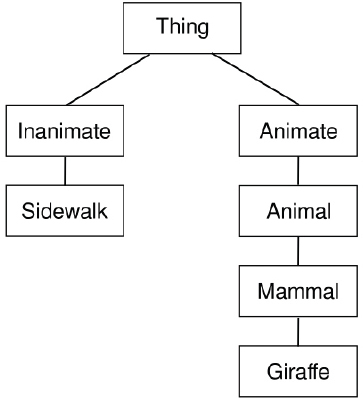 Thing
Inanimate
Animate
Sidewalk
Animal
Mammal
Giraffe